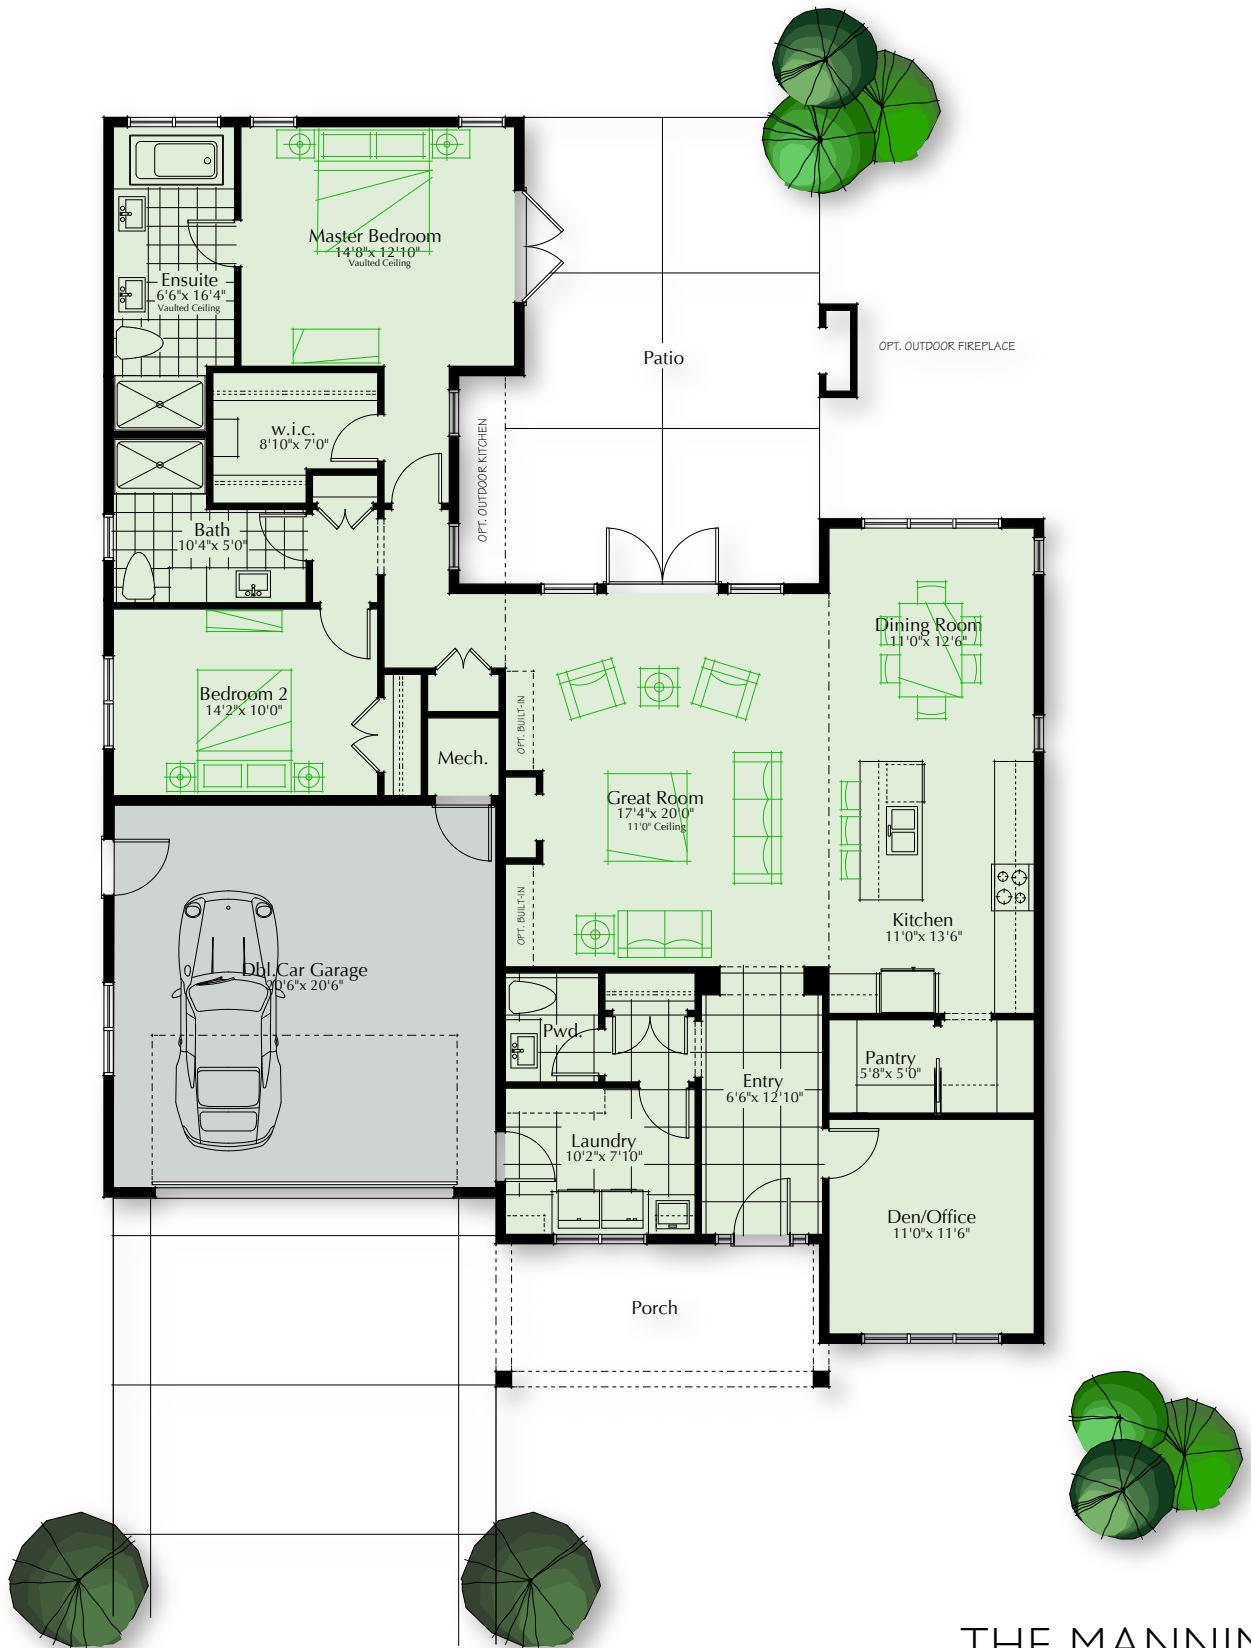 Master Bedroom
14'8"x 12'10"
Vaulted Ceiling
Ensuite
6'6"x 16'4"
Vaulted Ceiling
Patio
OPT. OUTDOOR FIREPLACE
w.i.c.
8'10"x 7'0"
OPT. OUTDOOR KITCHEN
Bath
10'4"x 5'0"
Dining Room
11'0"x 12'6"
Bedroom 2
14'2"x 10'0"
OPT. BUILT-IN
Mech.
Great Room
17'4"x 20'0"
11'0" Ceiling
OPT. BUILT-IN
Kitchen
11'0"x 13'6"
Dbl.Car Garage
20'6"x 20'6"
Pwd.
Pantry
5'8"x 5'0"
Entry
6'6"x 12'10"
Laundry
10'2"x 7'10"
Den/Office
11'0"x 11'6"
Porch
THE MANNIN